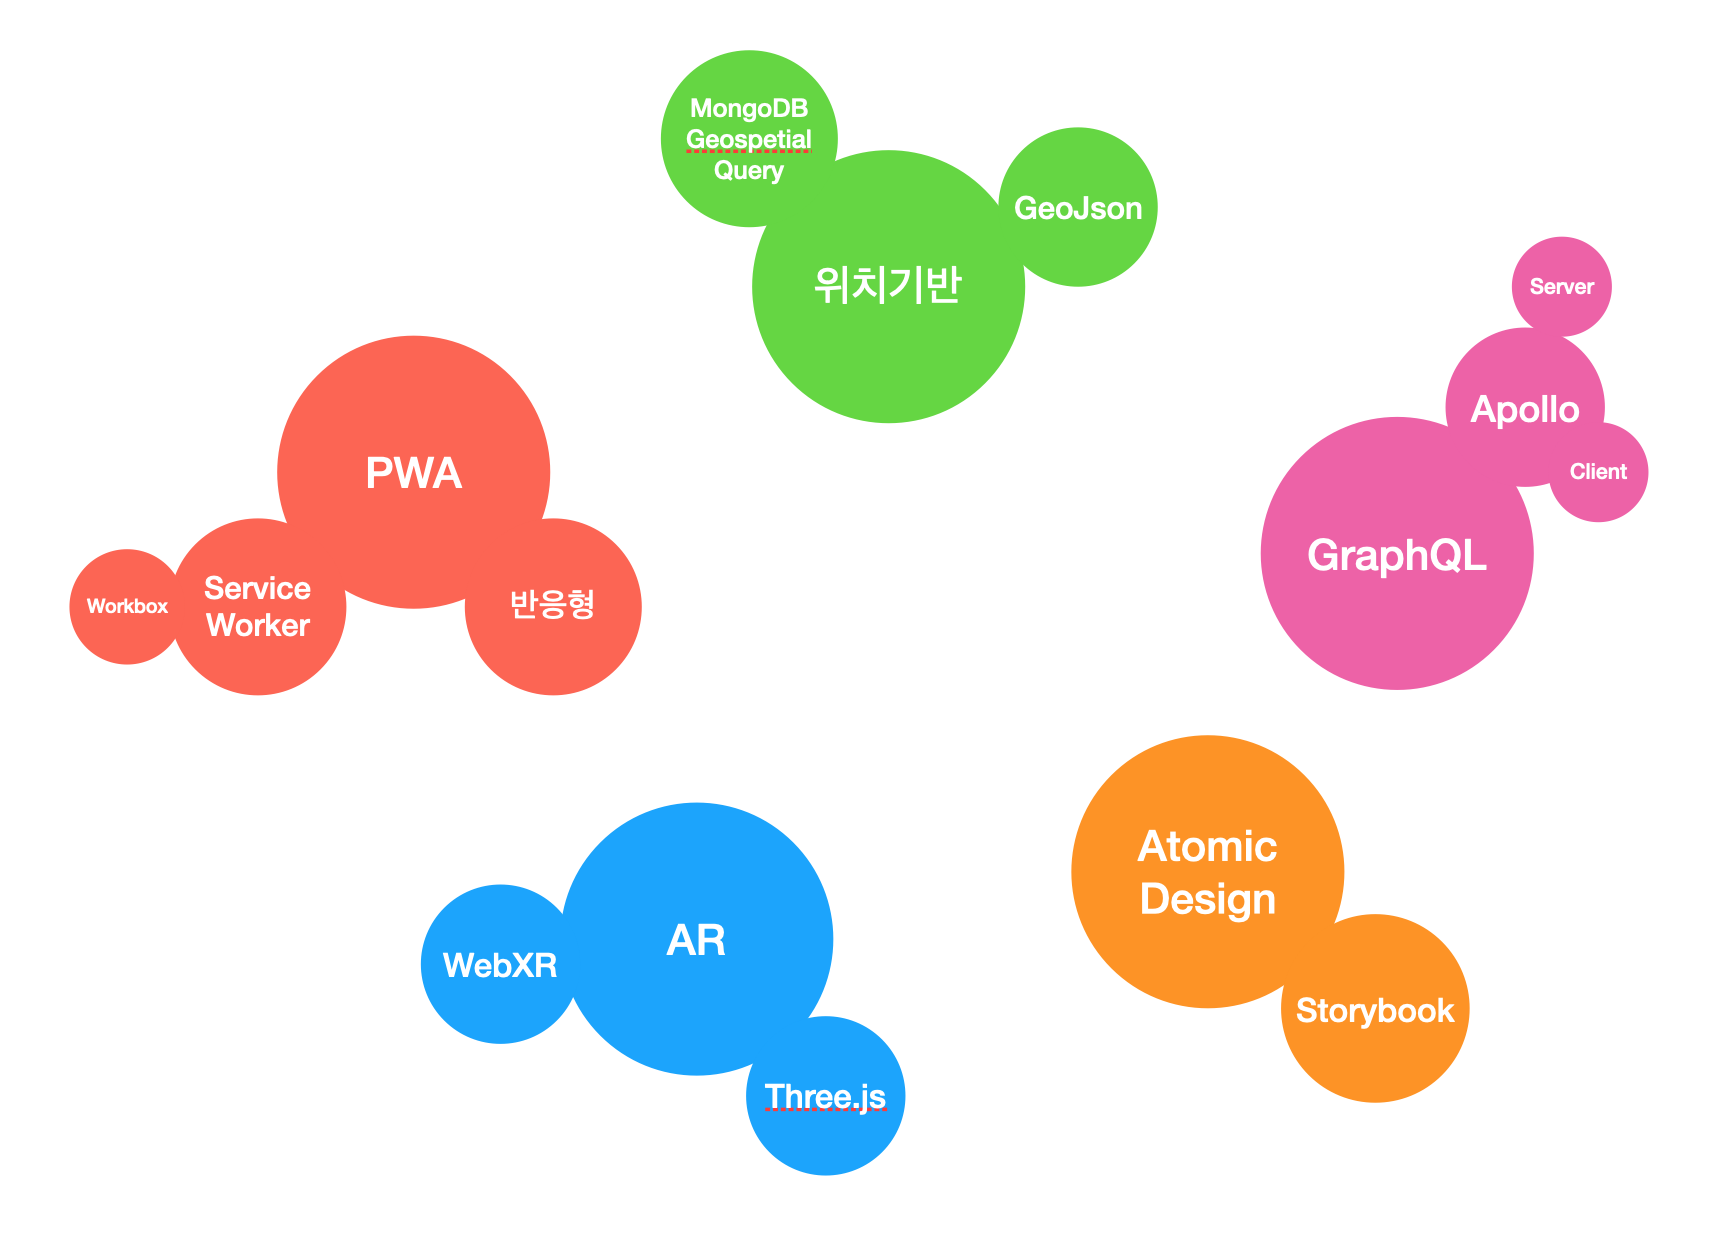 MongoDB
Geospetial
Query
GeoJson
위치기반
Server
Apollo
Client
GraphQL
PWA
Service
Worker
Workbox
반응형
Atomic
Design
Storybook
AR
WebXR
Three.js